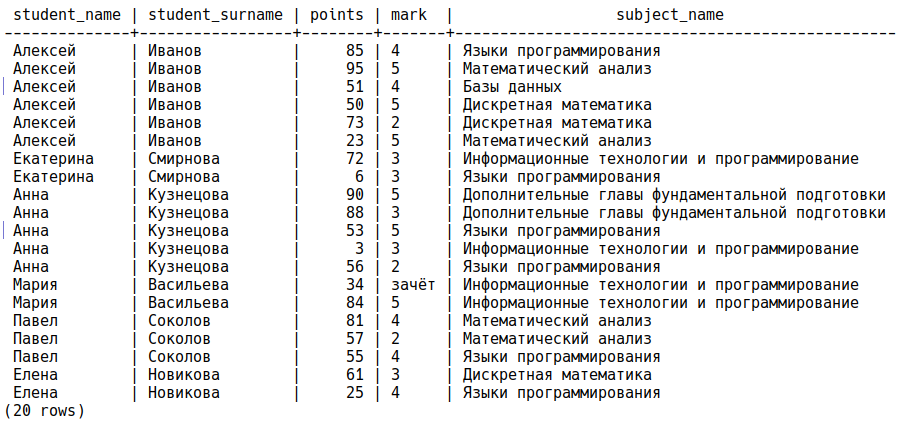 student_name | student_surname | points | mark | subject_name
--------------+-----------------+--------+-------+-------------------------------------------------
Алексей | Иванов | 85 | 4 | Языки программирования
Алексей | Иванов | 95 | 5 | Математический анализ
Алексей | Иванов | 51 | 4 | Базы данных
Алексей | Иванов | 50 | 5 | Дискретная математика
Алексей | Иванов | 73 | 2 | Дискретная математика
Алексей | Иванов | 23 | 5 | Математический анализ
Екатерина | Смирнова | 72 | 3 | Информационные технологии и программирование
Екатерина | Смирнова | 6 | 3 | Языки программирования
Анна | Кузнецова | 90 | 5 | Дополнительные главы фундаментальной подготовки
Анна | Кузнецова | 88 | 3 | Дополнительные главы фундаментальной подготовки
Анна | Кузнецова | 53 | 5 | Языки программирования
Анна | Кузнецова | 3 | 3 | Информационные технологии и программирование
Анна | Кузнецова | 56 | 2 | Языки программирования
Мария | Васильева | 34 | зачёт | Информационные технологии и программирование
Мария | Васильева | 84 | 5 | Информационные технологии и программирование
Павел | Соколов | 81 | 4 | Математический анализ
Павел | Соколов | 57 | 2 | Математический анализ
Павел | Соколов | 55 | 4 | Языки программирования
Елена | Новикова | 61 | 3 | Дискретная математика
Елена | Новикова | 25 | 4 | Языки программирования
(20 rows)